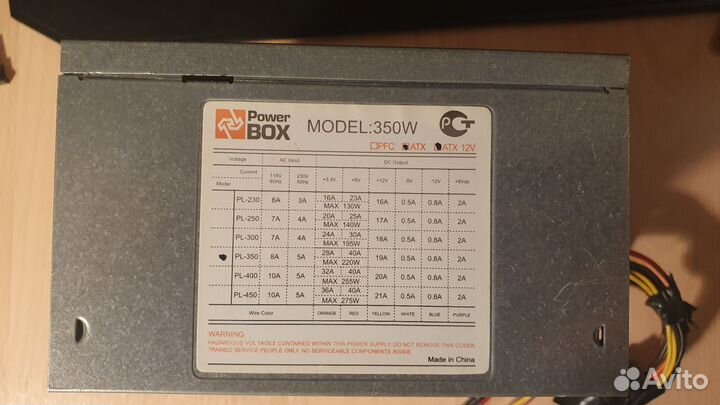 Power BOX MODEL:350W PCT
PFC ATX ATX 12V
Voltage AC Input DC Output
Current 115V 60Hz 230V 50Hz +3.3V +5V +12V -5V -12V +5Vsb
Model
PL-230 6A 3A 16A 23A MAX 130W 16A 0.5A 0.8A 2A
PL-250 7A 4A 20A 25A MAX 140W 17A 0.5A 0.8A 2A
PL-300 7A 4A 24A 30A MAX 195W 18A 0.5A 0.8A 2A
PL-350 8A 5A 28A 40A MAX 220W 19A 0.5A 0.8A 2A
PL-400 10A 5A 32A 40A MAX 255W 20A 0.5A 0.8A 2A
PL-450 10A 5A 36A 40A MAX 275W 21A 0.5A 0.8A 2A
Wire Color ORANGE RED YELLOW WHITE BLUE PURPLE
WARNING:
HAZARDOUS VOLTAGES CONTAINED WITHIN THIS POWER SUPPLY. DO NOT REMOVE THIS COVER
TRAINED SERVICE PEOPLE ONLY. NO SERVICEABLE COMPONENTS INSIDE.
Made in China
Avito